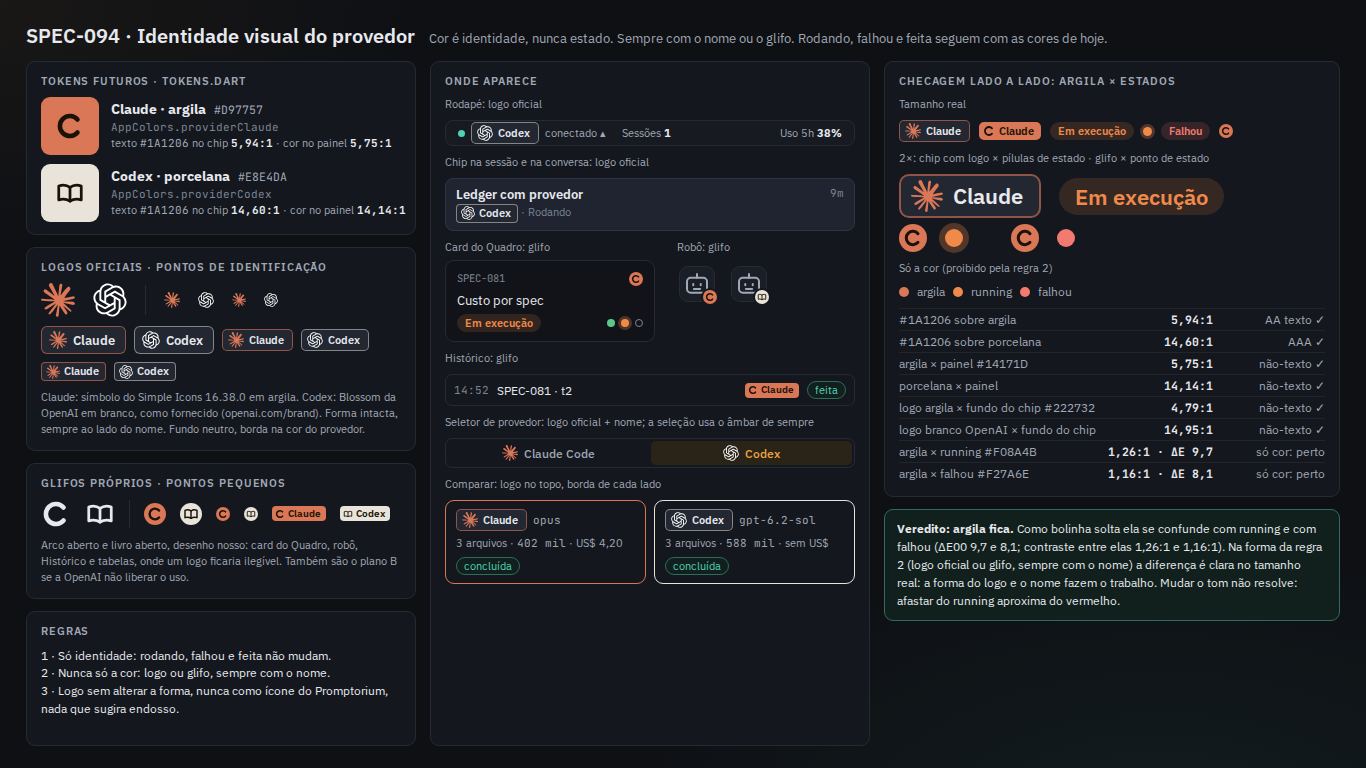 SPEC-094 · Identidade visual do provedor
Cor é identidade, nunca estado. Sempre com o nome ou o glifo. Rodando, falhou e feita seguem com as cores de hoje.
TOKENS FUTUROS · TOKENS.DART
Claude · argila #D97757
AppColors.providerClaude
texto #1A1206 no chip 5,94:1 · cor no painel 5,75:1
Codex · porcelana #E8E4DA
AppColors.providerCodex
texto #1A1206 no chip 14,60:1 · cor no painel 14,14:1
LOGOS OFICIAIS · PONTOS DE IDENTIFICAÇÃO
Claude Codex Claude Codex
Claude Codex
Claude: símbolo do Simple Icons 16.38.0 em argila. Codex: Blossom da
OpenAI em branco, como fornecido (openai.com/brand). Forma intacta,
sempre ao lado do nome. Fundo neutro, borda na cor do provedor.
GLIFOS PRÓPRIOS · PONTOS PEQUENOS
Claude Codex
Arco aberto e livro aberto, desenho nosso: card do Quadro, robô,
Histórico e tabelas, onde um logo ficaria ilegível. Também são o plano B
se a OpenAI não liberar o uso.
REGRAS
1 · Só identidade: rodando, falhou e feita não mudam.
2 · Nunca só a cor: logo ou glifo, sempre com o nome.
3 · Logo sem alterar a forma, nunca como ícone do Promptorium,
nada que sugira endosso.
ONDE APARECE
Rodapé: logo oficial
Codex conectado ▴ Sessões 1 Uso 5h 38%
Chip na sessão e na conversa: logo oficial
Ledger com provedor 9m
Codex · Rodando
Card do Quadro: glifo
SPEC-081
Custo por spec
Em execução
Robô: glifo
Histórico: glifo
14:52 SPEC-081 · t2 Claude feita
Seletor de provedor: logo oficial + nome; a seleção usa o âmbar de sempre
Claude Code Codex
Comparar: logo no topo, borda de cada lado
Claude opus
3 arquivos · 402 mil · US$ 4,20
concluída
Codex gpt-6.2-sol
3 arquivos · 588 mil · sem US$
concluída
CHECAGEM LADO A LADO: ARGILA × ESTADOS
Tamanho real
Claude Claude Em execução Falhou
2×: chip com logo × pílulas de estado · glifo × ponto de estado
Claude Em execução
Só a cor (proibido pela regra 2)
argila running falhou
#1A1206 sobre argila 5,94:1 AA texto ✓
#1A1206 sobre porcelana 14,60:1 AAA ✓
argila × painel #14171D 5,75:1 não-texto ✓
porcelana × painel 14,14:1 não-texto ✓
logo argila × fundo do chip #222732 4,79:1 não-texto ✓
logo branco OpenAI × fundo do chip 14,95:1 não-texto ✓
argila × running #F08A4B 1,26:1 · ΔE 9,7 só cor: perto
argila × falhou #F27A6E 1,16:1 · ΔE 8,1 só cor: perto
Veredito: argila fica. Como bolinha solta ela se confunde com running e com
falhou (ΔE00 9,7 e 8,1; contraste entre elas 1,26:1 e 1,16:1). Na forma da regra
2 (logo oficial ou glifo, sempre com o nome) a diferença é clara no tamanho
real: a forma do logo e o nome fazem o trabalho. Mudar o tom não resolve:
afastar do running aproxima do vermelho.